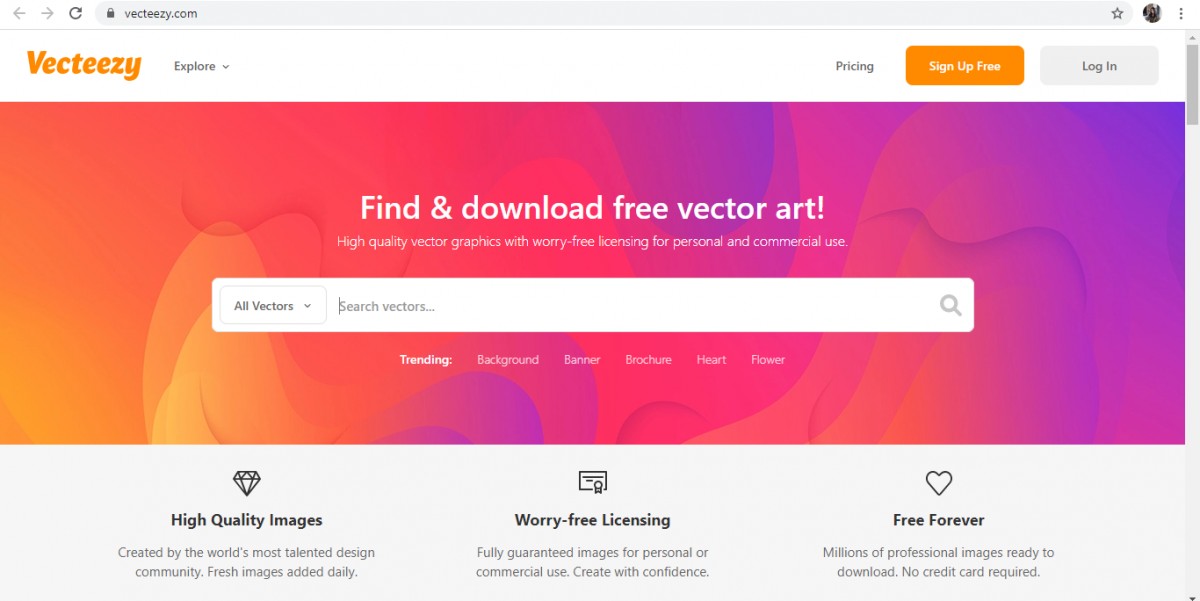 vecteezy.com
Vecteezy
Explore
Pricing
Sign Up Free
Log In
Find & download free vector art!
High quality vector graphics with worry-free licensing for personal and commercial use.
All Vectors
Search vectors...
Trending: Background Banner Brochure Heart Flower
High Quality Images
Created by the world's most talented design
community. Fresh images added daily.
Worry-free Licensing
Fully guaranteed images for personal or
commercial use. Create with confidence.
Free Forever
Millions of professional images ready to
download. No credit card required.